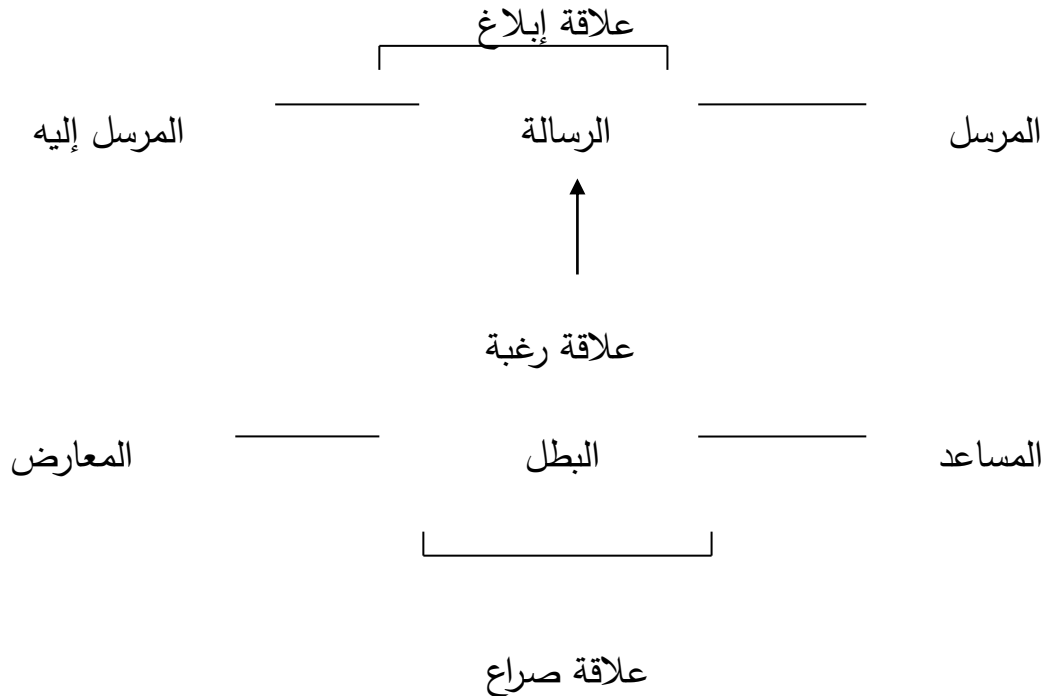 علاقة إبلاغ
المرسل الرسالة المرسل إليه
علاقة رغبة
المساعد البطل المعارض
علاقة صراع